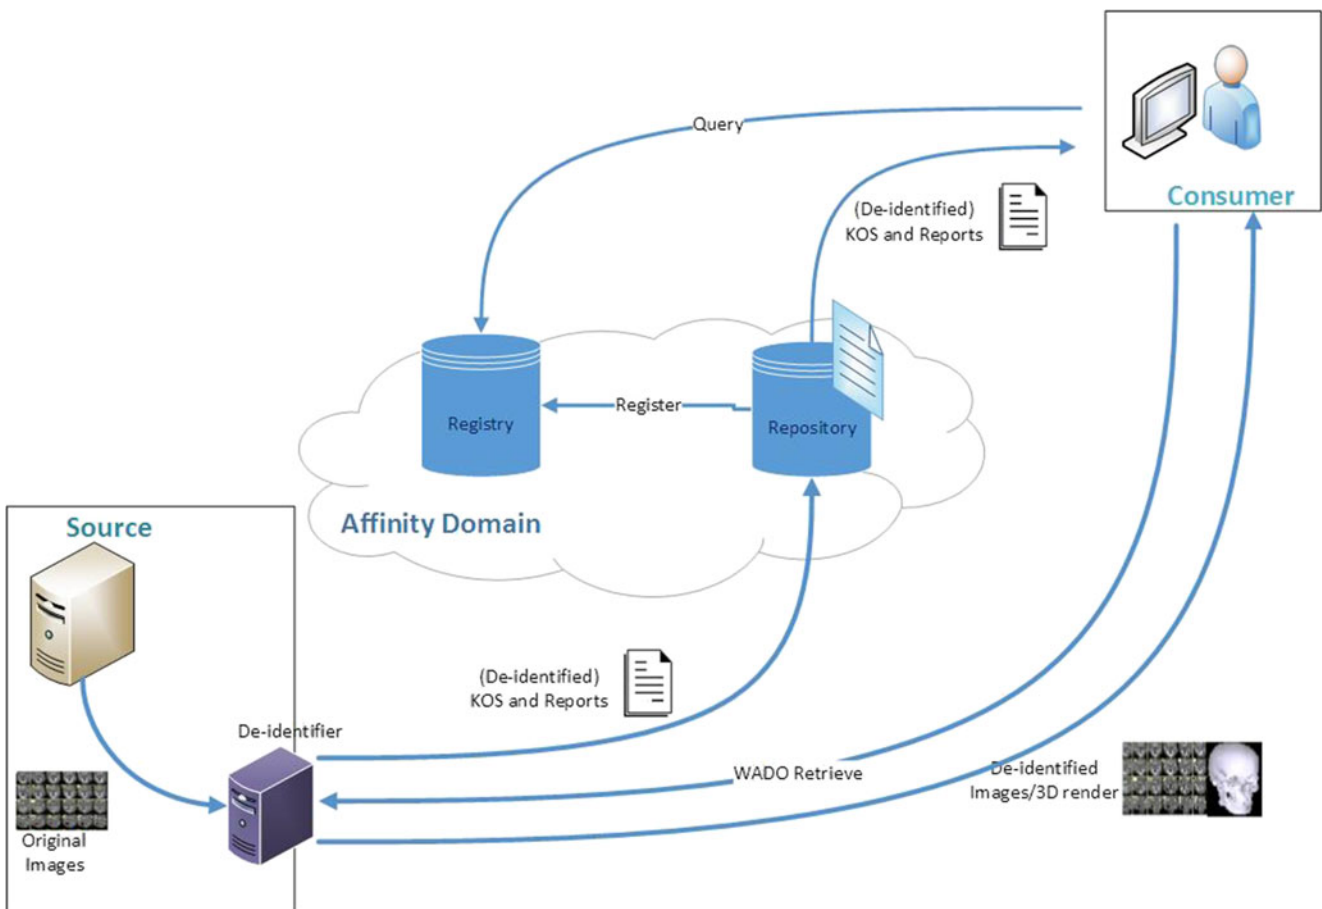 Query
(De-identified)
KOS and Reports
Consumer
Registry
Register
Repository
Affinity Domain
Source
(De-identified)
KOS and Reports
De-identifier
WADO Retrieve
De-identified
Images/3D render
Original
Images